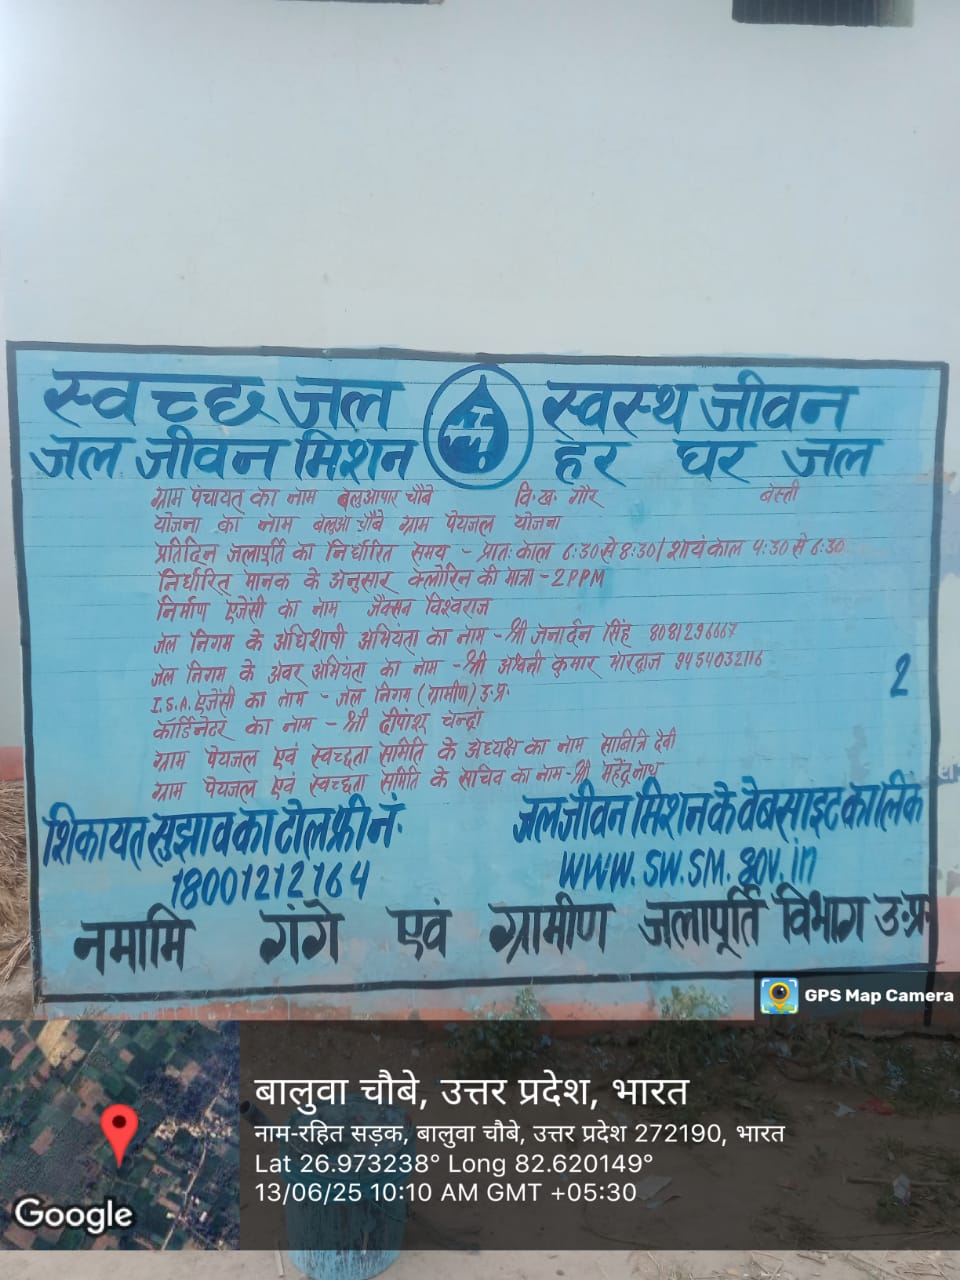 स्वच्छ जल स्वस्थ जीवन
जल जीवन मिशन हर घर जल
ग्राम पंचायत का नाम बेलुआपार चौबे वि.ख. गौर बस्ती
योजना का नाम बेलुआ चौबे ग्राम पेयजल योजना
प्रतिदिन जलापूर्ति का निर्धारित समय - प्रातः काल 6:30 से 8:30 / शायं काल 4:30 से 6:30
निर्धारित मानक के अनुसार क्लोरिन की मात्रा - 2 PPM
निर्माण एजेंसी का नाम जैक्सन विश्वराज
जल निगम के अधिशाषी अभियंता का नाम - श्री जनार्दन सिंह 8081296667
जल निगम के अवर अभियंता का नाम - श्री अश्वनी कुमार भारद्वाज 9454032116
2
I.S.A. एजेंसी का नाम - जल निगम (ग्रामीण) उ.प्र.
कॉर्डिनेटर का नाम - श्री दीपांशू चन्द्रा
ग्राम पेयजल एवं स्वच्छता समिति के अध्यक्ष का नाम साबित्रि देवी
ग्राम पेयजल एवं स्वच्छता समिति के सचिव का नाम - श्री महेंद्र नाथ
शिकायत सुझाव का टोल फ्री नं. जल जीवन मिशन के वेबसाइट का लिंक
18001212164 www.sw.sm.gov.in
नमामि गंगे एवं ग्रामीण जलापूर्ति विभाग उ.प्र.
GPS Map Camera
बालुवा चौबे, उत्तर प्रदेश, भारत
नाम-रहित सड़क, बालुवा चौबे, उत्तर प्रदेश 272190, भारत
Lat 26.973238° Long 82.620149°
13/06/25 10:10 AM GMT +05:30
Google